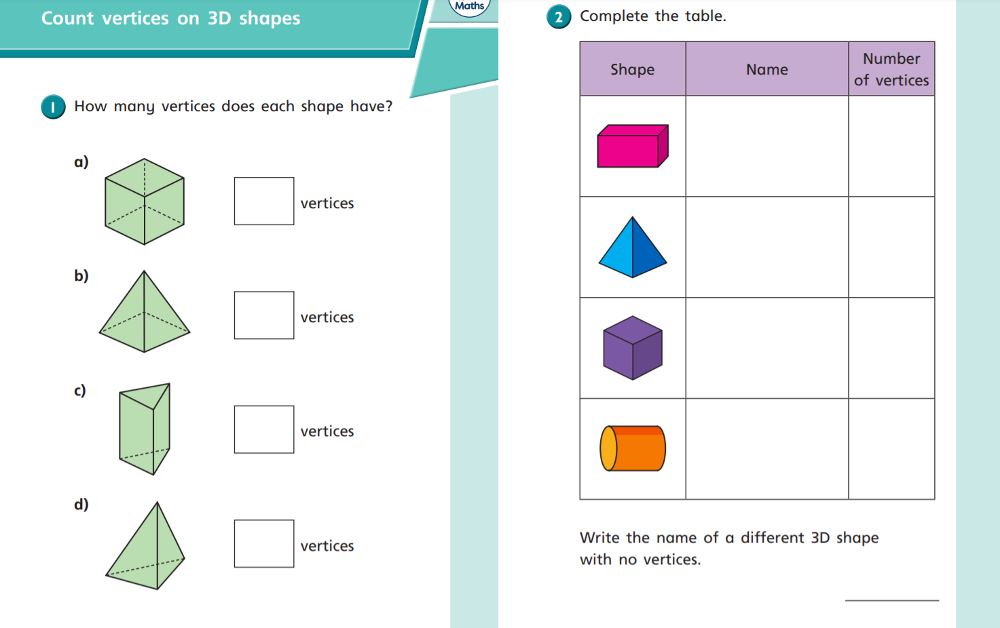 Count vertices on 3D shapes
Maths
1 How many vertices does each shape have?
a)
vertices
b)
vertices
c)
vertices
d)
vertices
2 Complete the table.
Shape Name Number of vertices
Write the name of a different 3D shape
with no vertices.